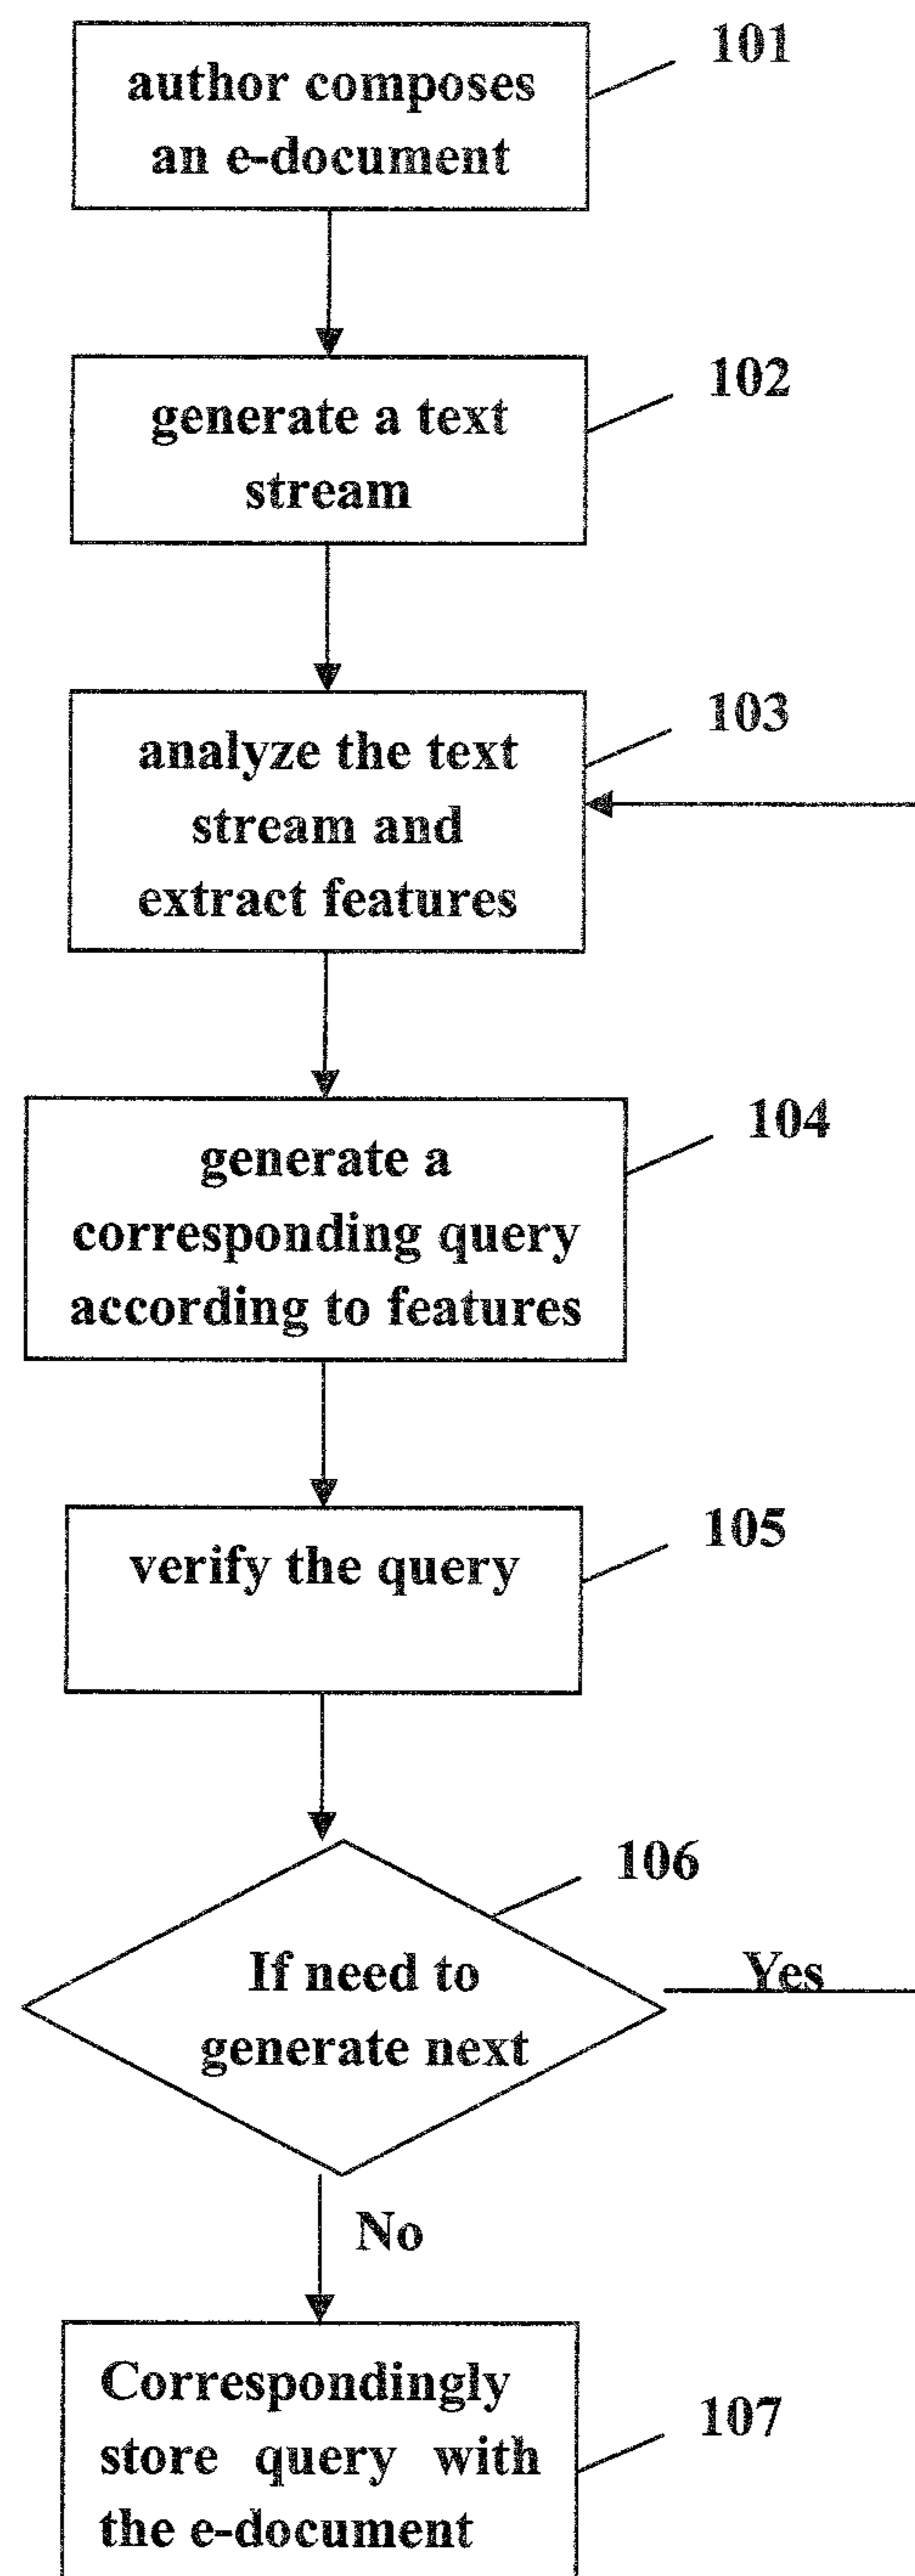 101
author composes
an e-document
102
generate a text
stream
103
analyze the text
stream and
extract features
104
generate a
corresponding query
according to features
105
verify the query
106
If need to
generate next
Yes
No
107
Correspondingly
store query with
the e-document